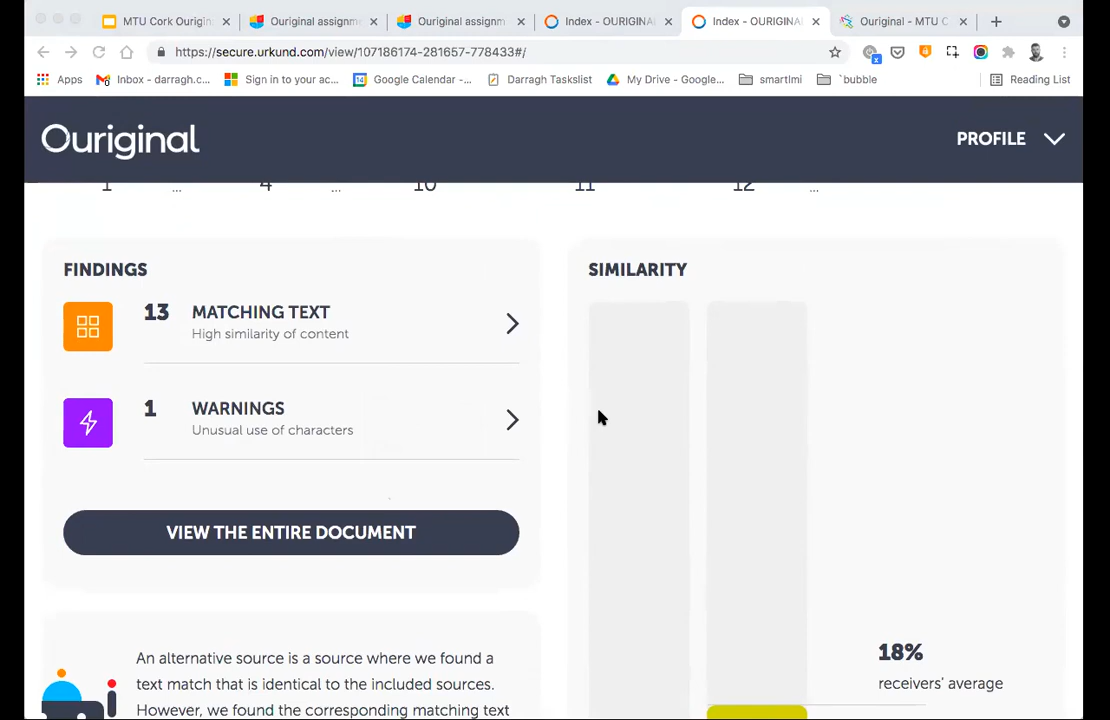 MTU Cork Origin
Ouriginal assignme
Ouriginal assignm
Index - OURIGINAL
Index - OURIGINAL
Ouriginal - MTU C
https://secure.urkund.com/view/107186174-281657-778433#/
Apps
Inbox - darragh.c...
Sign in to your ac...
Google Calendar -...
Darragh Taskslist
My Drive - Google...
smartlmi
`bubble
Reading List
Ouriginal
PROFILE
1 ... 4 ... 10 11 12 ...
FINDINGS
13 MATCHING TEXT
High similarity of content
1 WARNINGS
Unusual use of characters
VIEW THE ENTIRE DOCUMENT
An alternative source is a source where we found a
text match that is identical to the included sources.
However, we found the corresponding matching text
SIMILARITY
18%
receivers' average